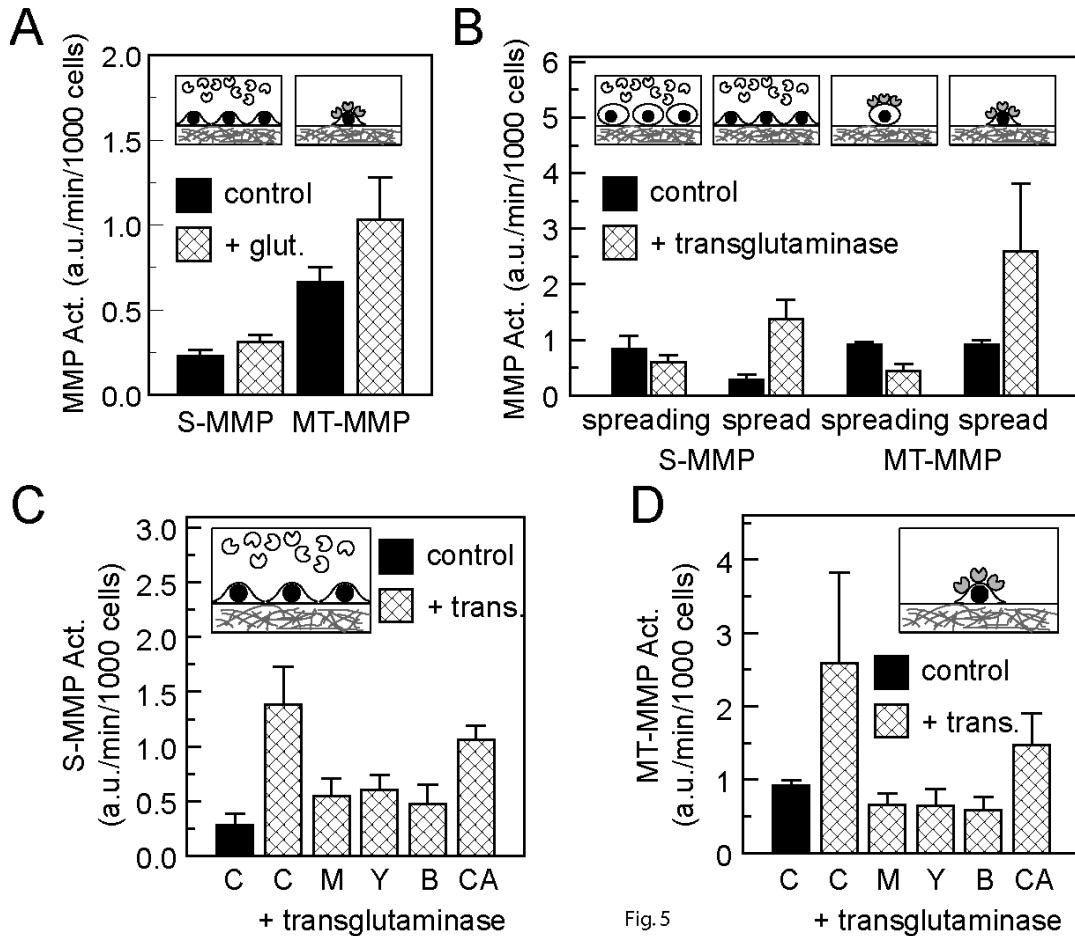 A
MMP Act. (a.u./min/1000 cells)
2.0
1.5
1.0
0.5
0.0
control
+ glut.
S-MMP MT-MMP
B
MMP Act. (a.u./min/1000 cells)
6
5
4
3
2
1
0
control
+ transglutaminase
spreading spread spreading spread
S-MMP MT-MMP
C
S-MMP Act.
(a.u./min/1000 cells)
3.0
2.5
2.0
1.5
1.0
0.5
0.0
control
+ trans.
C C M Y B CA
+ transglutaminase
D
MT-MMP Act.
(a.u./min/1000 cells)
4
3
2
1
0
control
+ trans.
C C M Y B CA
+ transglutaminase
Fig. 5